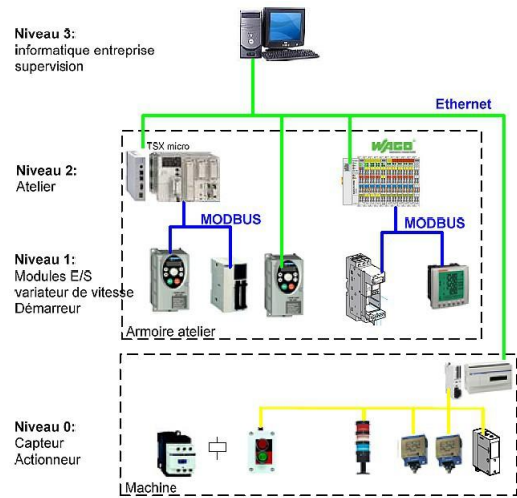 Niveau 3:
informatique entreprise
supervision
Ethernet
TSX micro
WAGO
Niveau 2:
Atelier
MODBUS
MODBUS
Niveau 1:
Modules E/S
variateur de vitesse
Démarreur
Armoire atelier
Niveau 0:
Capteur
Actionneur
Machine